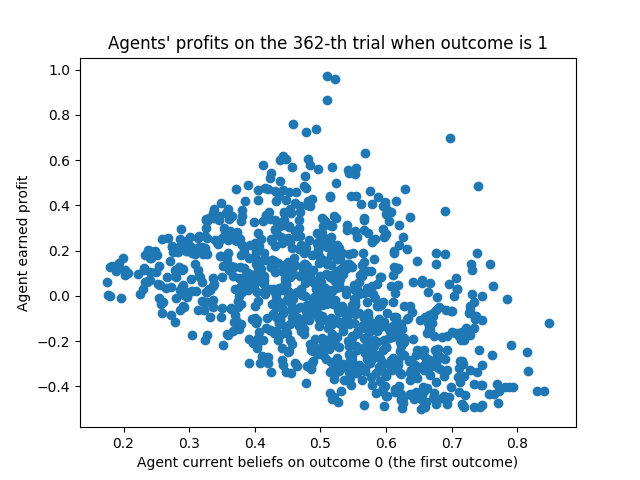 Agents' profits on the 362-th trial when outcome is 1
1.0
0.8
0.6
0.4
0.2
0.0
−0.2
−0.4
Agent earned profit
0.2 0.3 0.4 0.5 0.6 0.7 0.8
Agent current beliefs on outcome 0 (the first outcome)